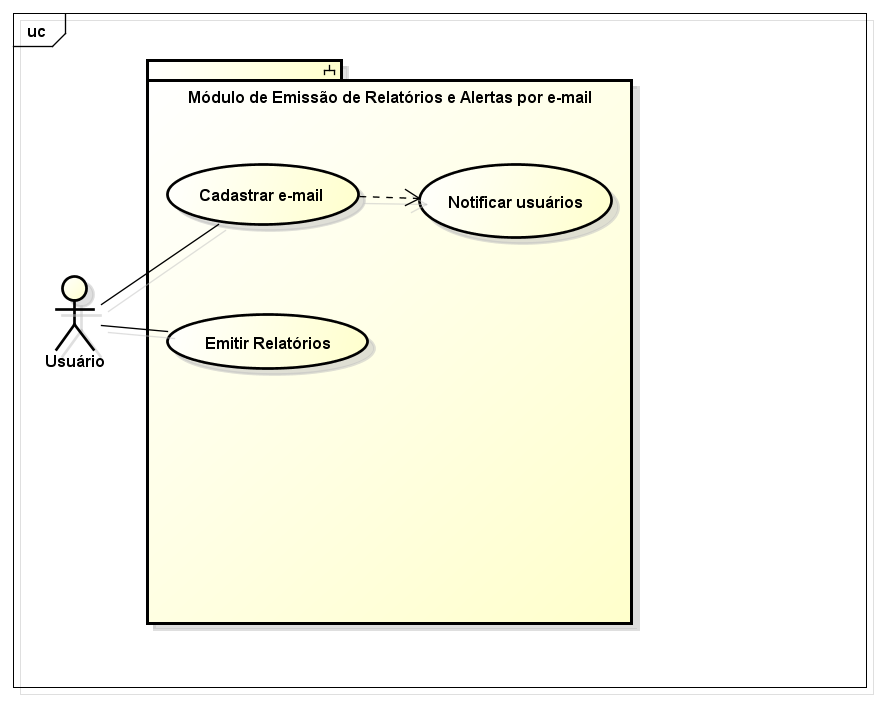 uc
Módulo de Emissão de Relatórios e Alertas por e-mail
Cadastrar e-mail
Notificar usuários
Emitir Relatórios
Usuário